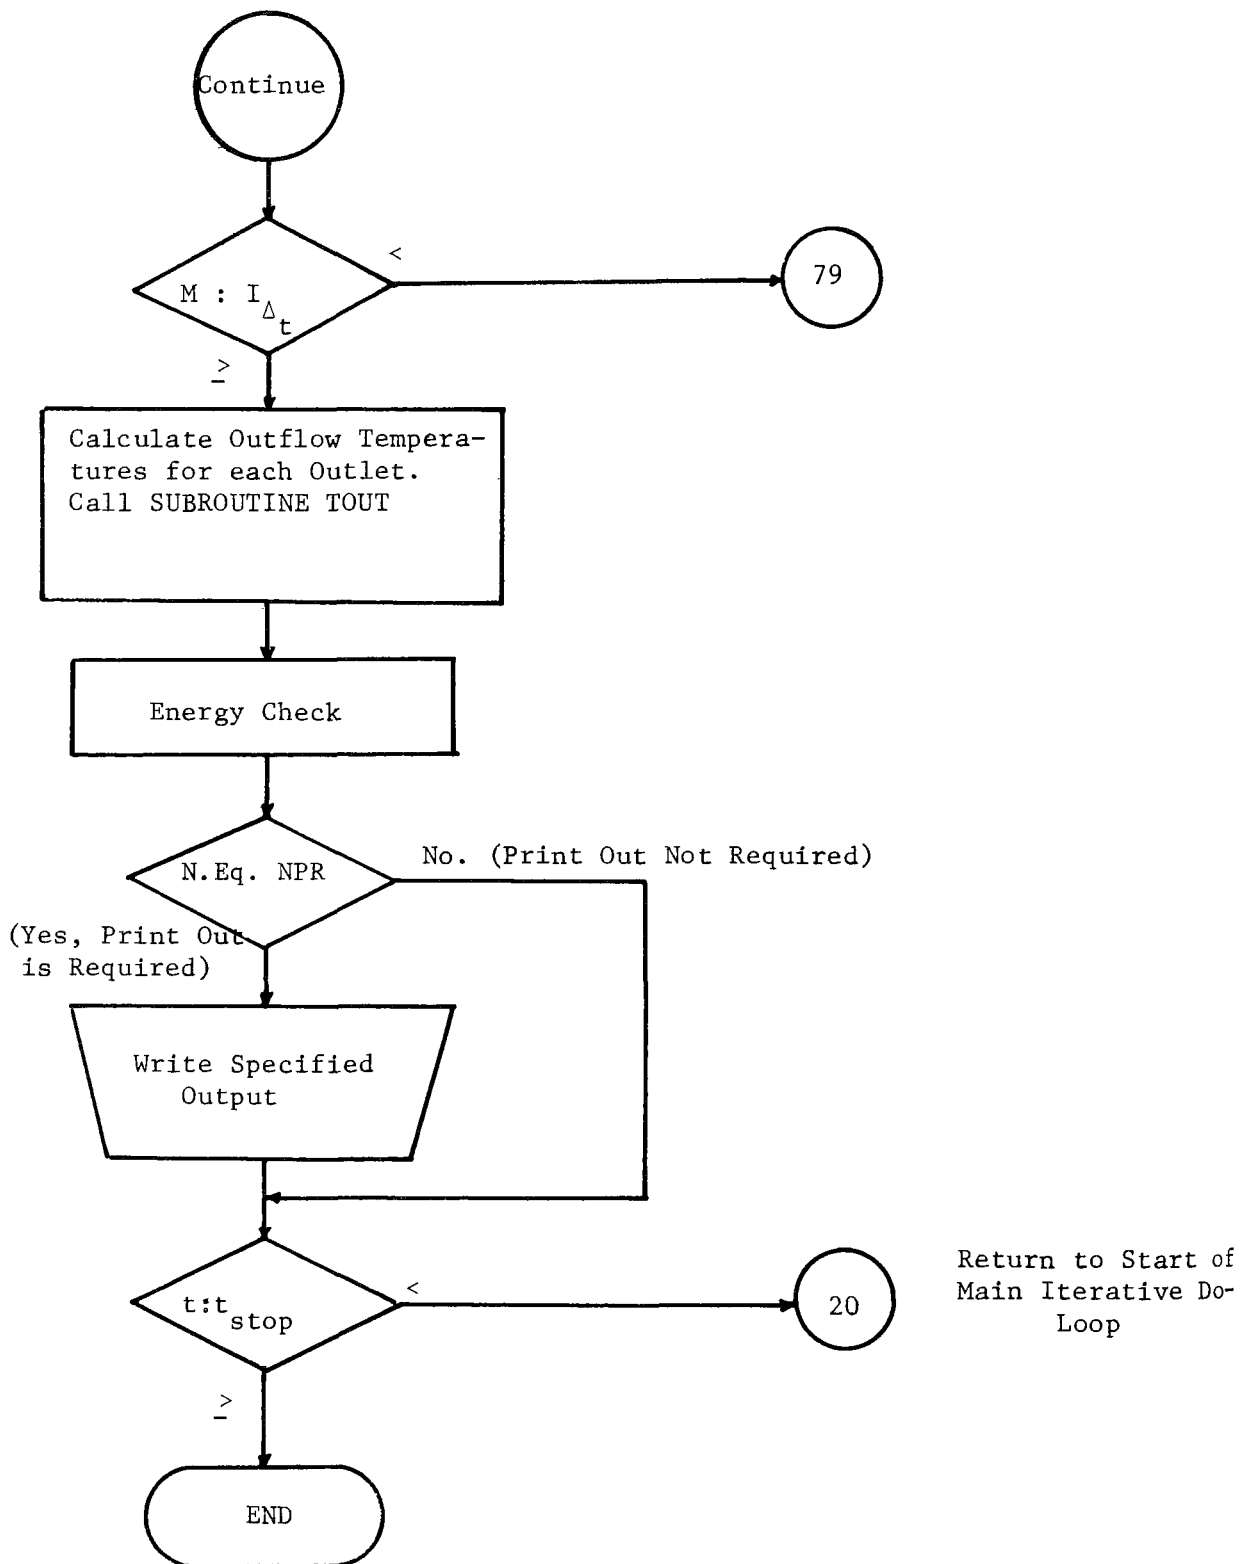 Continue
<
M : I Δt
79
≥
Calculate Outflow Tempera-
tures for each Outlet.
Call SUBROUTINE TOUT
Energy Check
N.Eq. NPR
No. (Print Out Not Required)
(Yes, Print Out
is Required)
Write Specified
Output
t:tstop
<
20
Return to Start of
Main Iterative Do-
Loop
≥
END